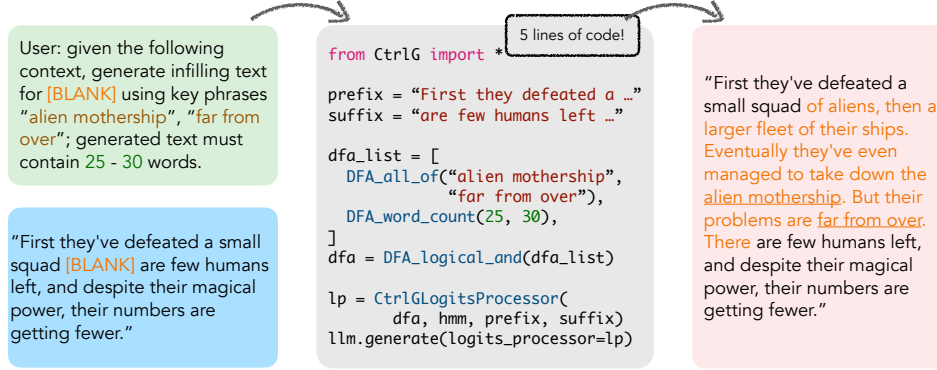 User: given the following
context, generate infilling text
for [BLANK] using key phrases
"alien mothership", "far from
over"; generated text must
contain 25 - 30 words.
"First they've defeated a small
squad [BLANK] are few humans
left, and despite their magical
power, their numbers are
getting fewer."
5 lines of code!
from CtrlG import *
prefix = "First they defeated a …"
suffix = "are few humans left …"
dfa_list = [
DFA_all_of("alien mothership",
"far from over"),
DFA_word_count(25, 30),
]
dfa = DFA_logical_and(dfa_list)
lp = CtrlGLogitsProcessor(
dfa, hmm, prefix, suffix)
llm.generate(logits_processor=lp)
"First they've defeated a
small squad of aliens, then a
larger fleet of their ships.
Eventually they've even
managed to take down the
alien mothership. But their
problems are far from over.
There are few humans left,
and despite their magical
power, their numbers are
getting fewer."